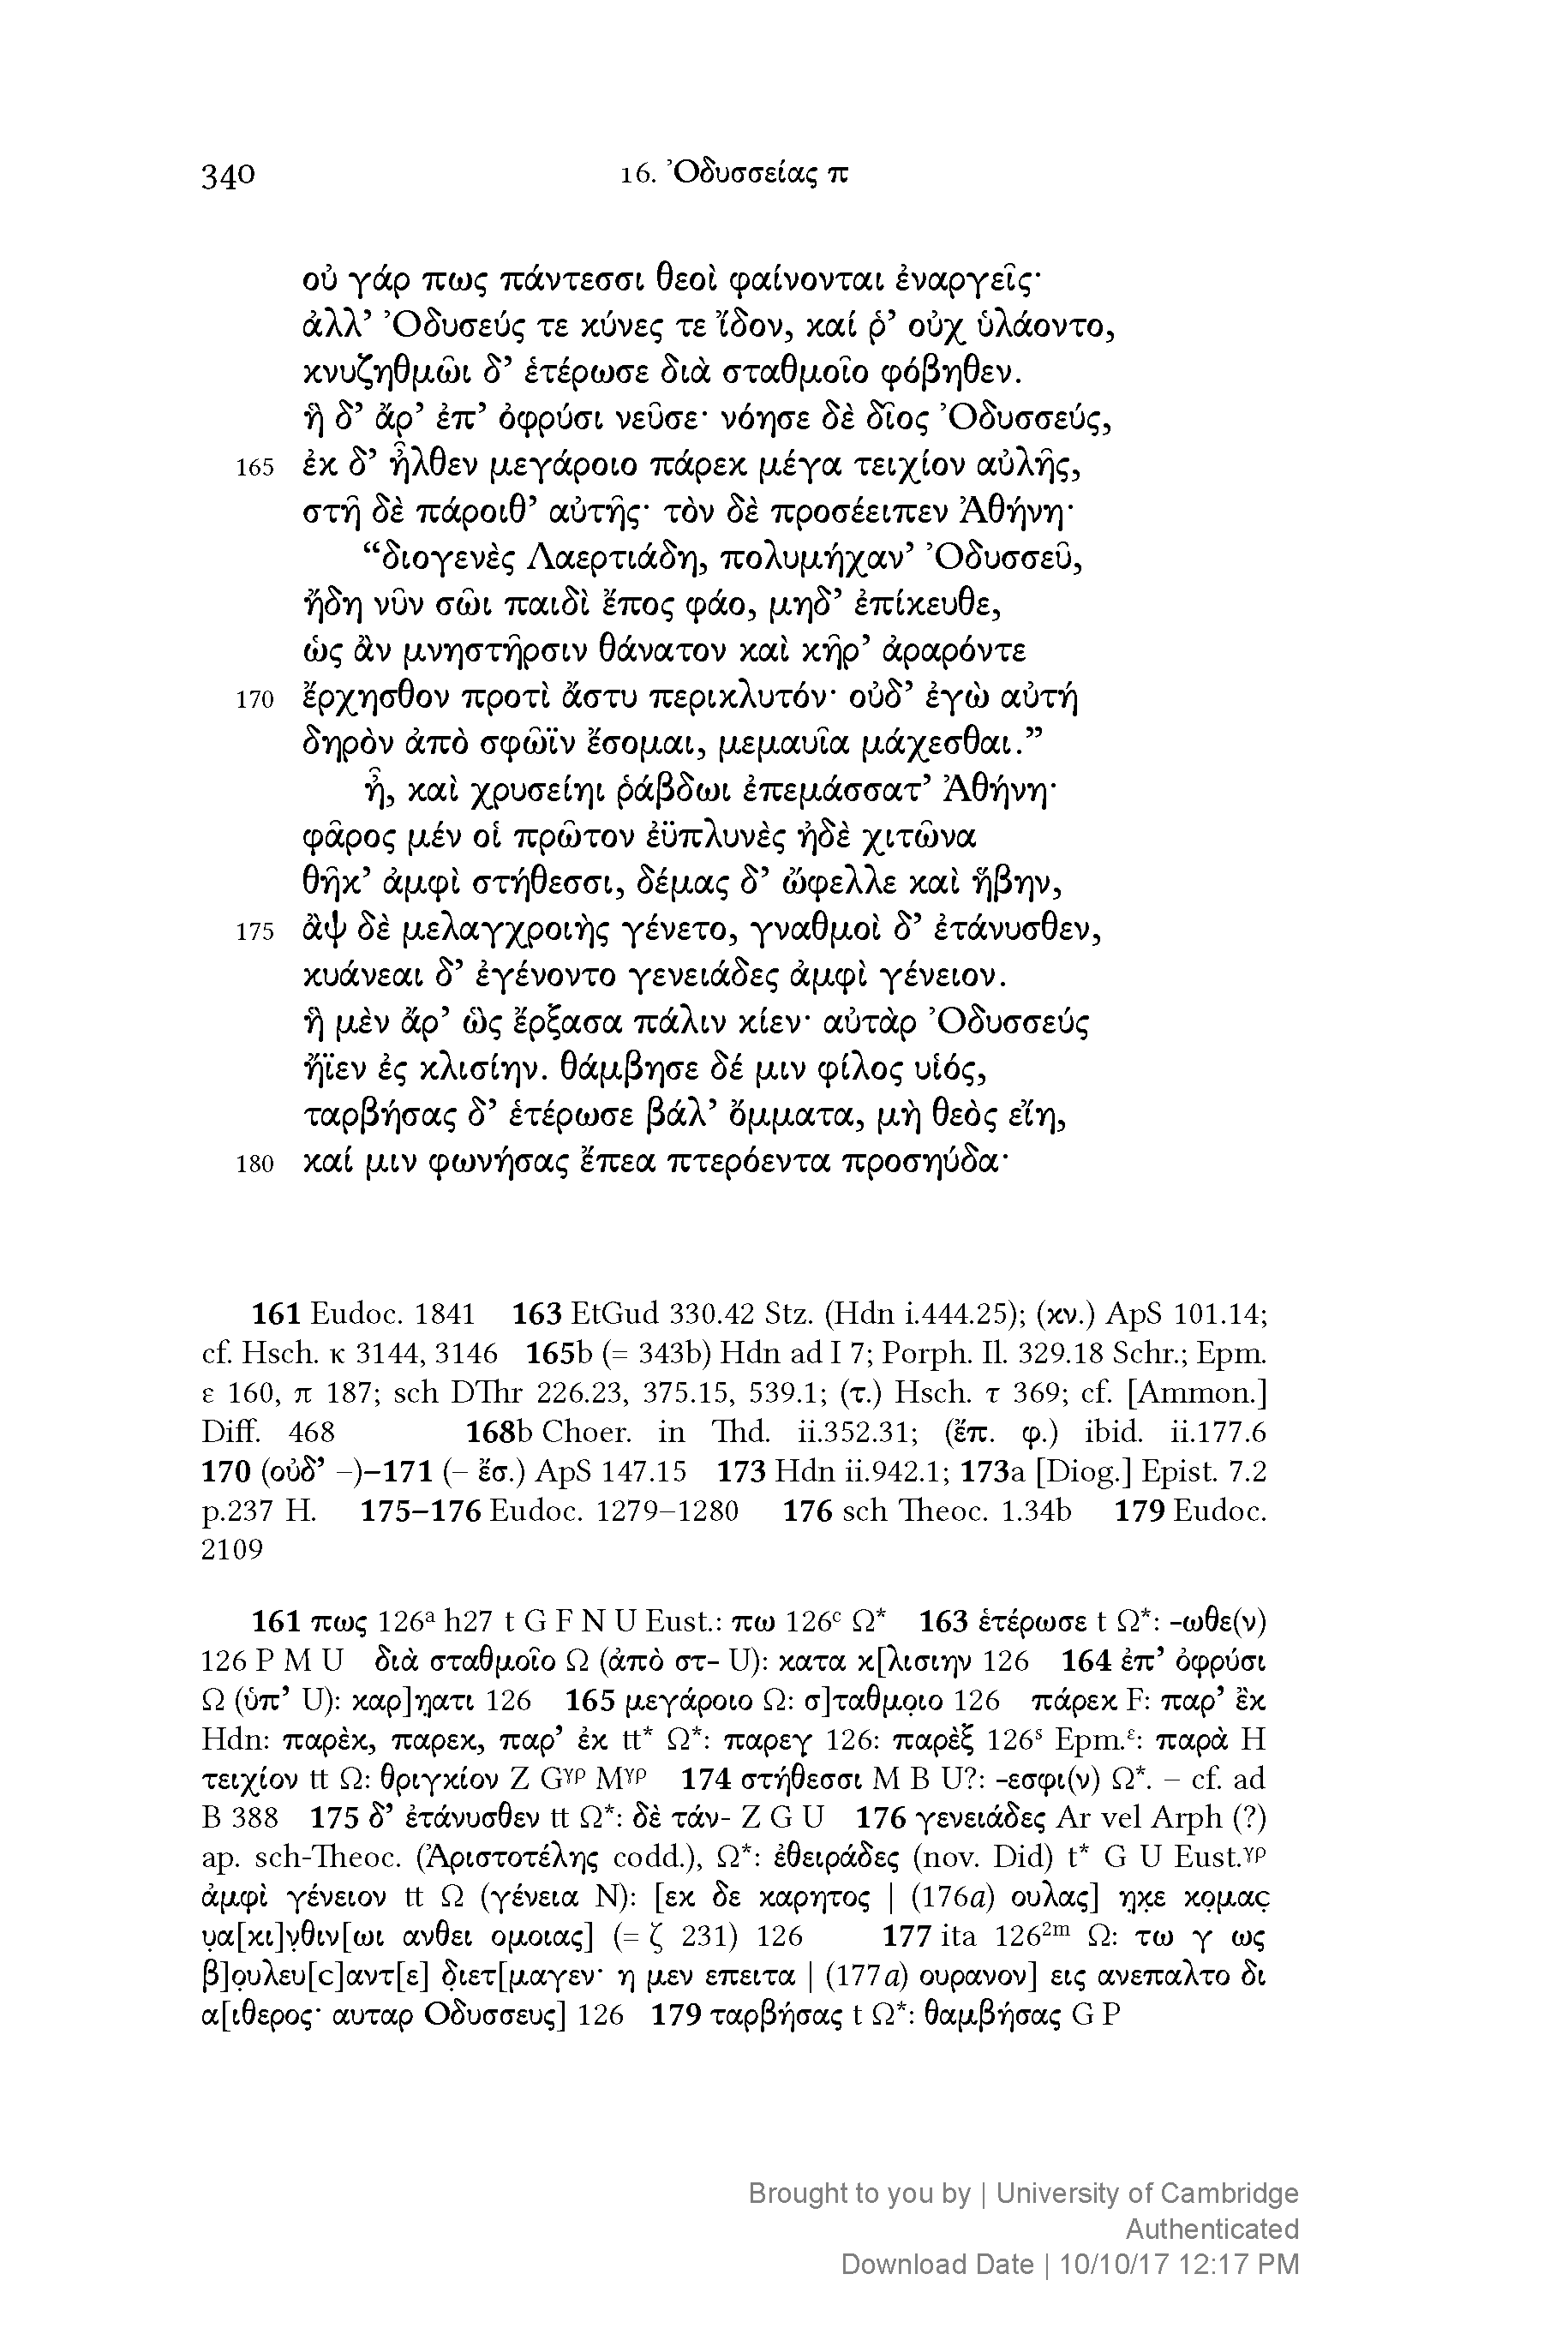 340
16. Ὀδυσσείας π
οὐ γάρ πως πάντεσσι θεοὶ φαίνονται ἐναργεῖς·
ἀλλ’ Ὀδυσεύς τε κύνες τε ἴδον, καί ῥ’ οὐχ ὑλάοντο,
κνυζηθμῶι δ’ ἑτέρωσε διὰ σταθμοῖο φόβηθεν.
ἣ δ’ ἄρ’ ἐπ’ ὀφρύσι νεῦσε· νόησε δὲ δῖος Ὀδυσσεύς,
165 ἐκ δ’ ἦλθεν μεγάροιο πάρεκ μέγα τειχίον αὐλῆς,
στῆ δὲ πάροιθ’ αὐτῆς· τὸν δὲ προσέειπεν Ἀθήνη·
“διογενὲς Λαερτιάδη, πολυμήχαν’ Ὀδυσσεῦ,
ἤδη νῦν σῶι παιδὶ ἔπος φάο, μηδ’ ἐπίκευθε,
ὡς ἂν μνηστῆρσιν θάνατον καὶ κῆρ’ ἀραρόντε
170 ἔρχησθον προτὶ ἄστυ περικλυτόν· οὐδ’ ἐγὼ αὐτή
δηρὸν ἀπὸ σφῶϊν ἔσομαι, μεμαυῖα μάχεσθαι.”
ἦ, καὶ χρυσείηι ῥάβδωι ἐπεμάσσατ’ Ἀθήνη·
φᾶρος μέν οἱ πρῶτον ἐϋπλυνὲς ἠδὲ χιτῶνα
θῆκ’ ἀμφὶ στήθεσσι, δέμας δ’ ὤφελλε καὶ ἥβην,
175 ἂψ δὲ μελαγχροιὴς γένετο, γναθμοὶ δ’ ἐτάνυσθεν,
κυάνεαι δ’ ἐγένοντο γενειάδες ἀμφὶ γένειον.
ἣ μὲν ἄρ’ ὣς ἔρξασα πάλιν κίεν· αὐτὰρ Ὀδυσσεύς
ἤϊεν ἐς κλισίην. θάμβησε δέ μιν φίλος υἱός,
ταρβήσας δ’ ἑτέρωσε βάλ’ ὄμματα, μὴ θεὸς εἴη,
180 καί μιν φωνήσας ἔπεα πτερόεντα προσηύδα·
161 Eudoc. 1841 163 EtGud 330.42 Stz. (Hdn i.444.25); (κν.) ApS 101.14;
cf. Hsch. κ 3144, 3146 165b (= 343b) Hdn ad I 7; Porph. Il. 329.18 Schr.; Epm.
ε 160, π 187; sch DThr 226.23, 375.15, 539.1; (τ.) Hsch. τ 369; cf. [Ammon.]
Diff. 468 168b Choer. in Thd. ii.352.31; (ἔπ. φ.) ibid. ii.177.6
170 (οὐδ’ –)–171 (– ἔσ.) ApS 147.15 173 Hdn ii.942.1; 173a [Diog.] Epist. 7.2
p.237 H. 175–176 Eudoc. 1279–1280 176 sch Theoc. 1.34b 179 Eudoc.
2109
161 πως 126ᵃ h27 t G F N U Eust.: πω 126ᶜ Ω* 163 ἑτέρωσε t Ω*: -ωθε(ν)
126 P M U διὰ σταθμοῖο Ω (ἀπὸ στ- U): κατα κ[λισιην 126 164 ἐπ’ ὀφρύσι
Ω (ὑπ’ U): καρ]η̣ατι 126 165 μεγάροιο Ω: σ]ταθμο̣ιο 126 πάρεκ F: παρ’ ἔκ
Hdn: παρὲκ, παρεκ, παρ’ ἐκ tt* Ω*: παρεγ 126: παρὲξ 126ˢ Epm.ᵋ: παρὰ H
τειχίον tt Ω: θριγκίον Z Gᵞᴾ Mᵞᴾ 174 στήθεσσι M B U?: -εσφι(ν) Ω*. – cf. ad
B 388 175 δ’ ἐτάνυσθεν tt Ω*: δὲ τάν- Z G U 176 γενειάδες Ar vel Arph (?)
ap. sch-Theoc. (Ἀριστοτέλης codd.), Ω*: ἐθειράδες (nov. Did) t* G U Eust.ᵞᴾ
ἀμφὶ γένειον tt Ω (γένεια N): [εκ δε καρητος | (176a) ουλας] η̣κε κο̣μας̣
υ̣α[κι]ν̣θιν[ωι ανθει ομοιας] (= ζ 231) 126 177 ita 126²ᵐ Ω: τω γ ως
β]ο̣υλευ[c]αντ[ε] δ̣ιετ[μαγεν· η μεν επειτα | (177a) ουρανον] εις ανεπαλτο δι
α[ιθερος· αυταρ Οδυσσευς] 126 179 ταρβήσας t Ω*: θαμβήσας G P
Brought to you by | University of Cambridge
Authenticated
Download Date | 10/10/17 12:17 PM